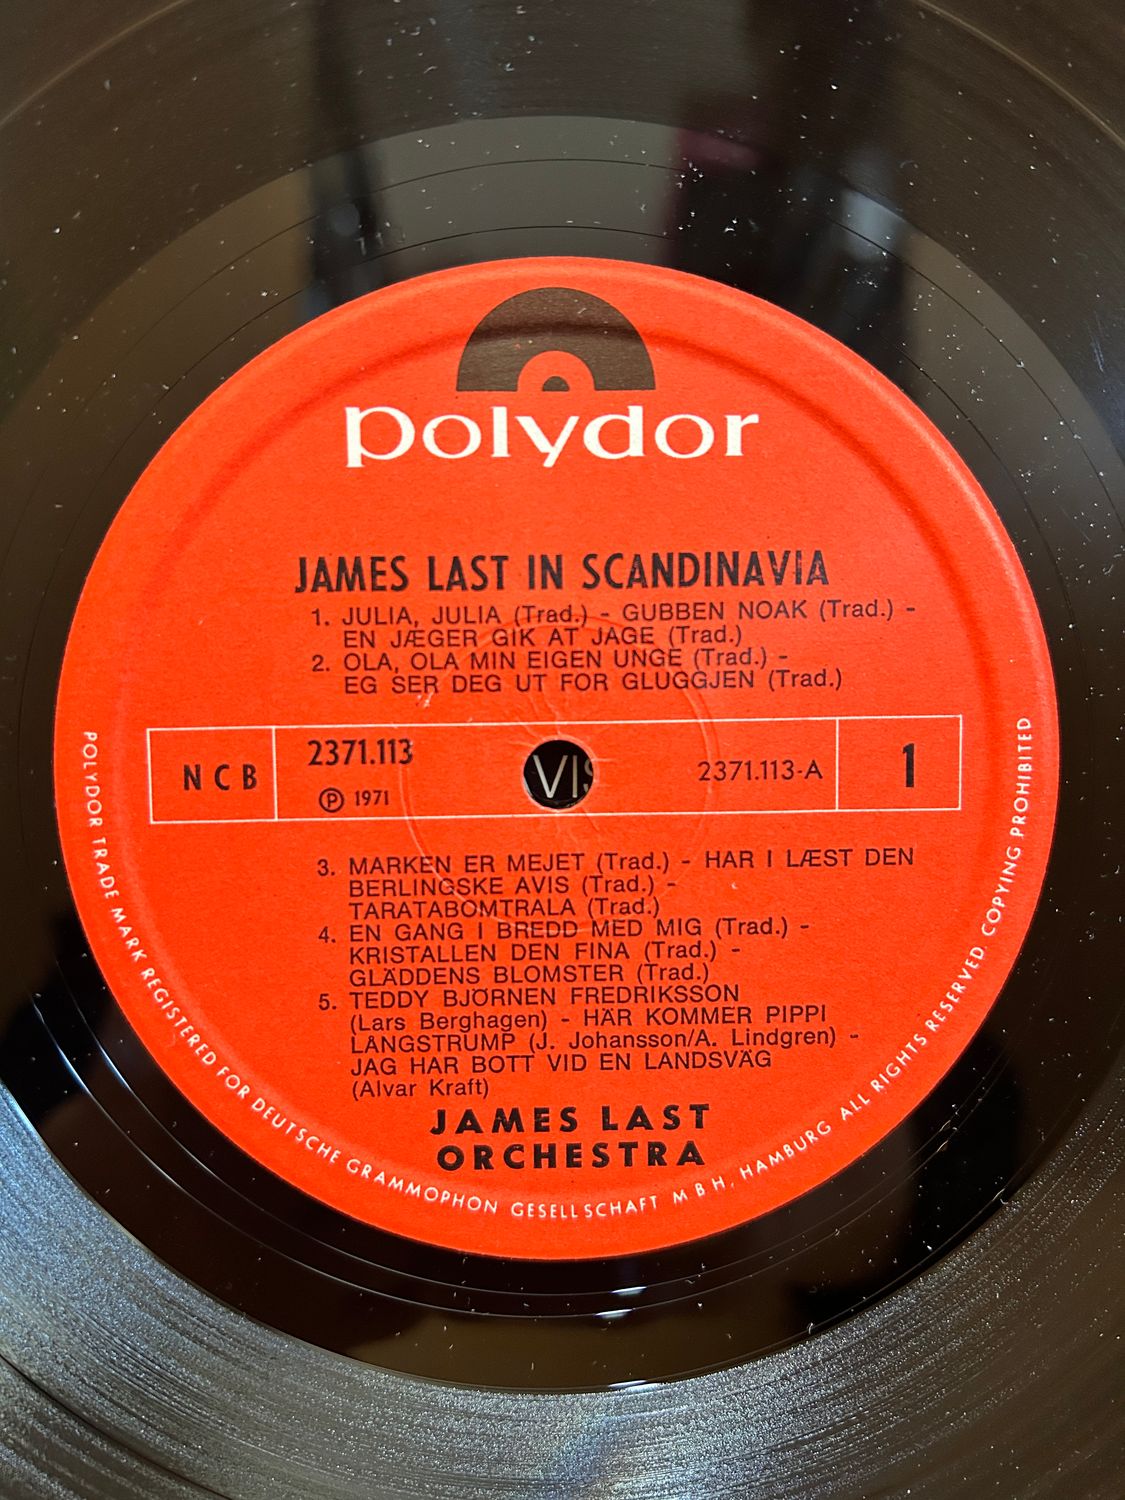 polydor
JAMES LAST IN SCANDINAVIA
1. JULIA, JULIA (Trad.) - GUBBEN NOAK (Trad.) -
EN JÆGER GIK AT JAGE (Trad.)
2. OLA, OLA MIN EIGEN UNGE (Trad.) -
EG SER DEG UT FOR GLUGGJEN (Trad.)
NCB
2371.113
Ⓟ 1971
VIS
2371.113-A
1
3. MARKEN ER MEJET (Trad.) - HAR I LÆST DEN
BERLINGSKE AVIS (Trad.) -
TARATABOMTRALA (Trad.)
4. EN GANG I BREDD MED MIG (Trad.) -
KRISTALLEN DEN FINA (Trad.) -
GLÄDDENS BLOMSTER (Trad.)
5. TEDDY BJÖRNEN FREDRIKSSON
(Lars Berghagen) - HÄR KOMMER PIPPI
LÅNGSTRUMP (J. Johansson/A. Lindgren) -
JAG HAR BOTT VID EN LANDSVÄG
(Alvar Kraft)
JAMES LAST
ORCHESTRA
POLYDOR TRADE MARK REGISTERED FOR DEUTSCHE GRAMMOPHON GESELLSCHAFT MBH, HAMBURG ALL RIGHTS RESERVED. COPYING PROHIBITED